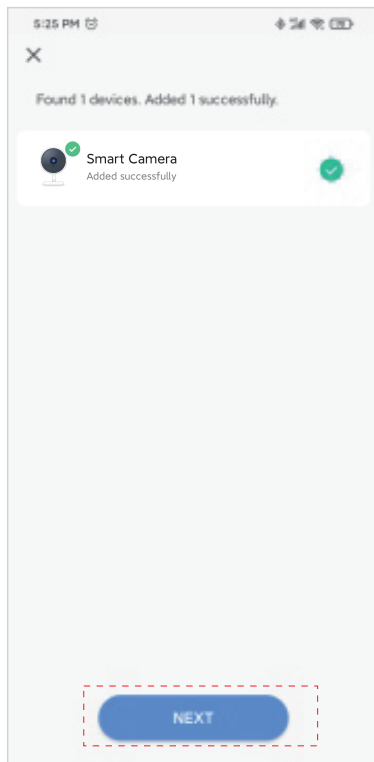 5:25 PM
Found 1 devices. Added 1 successfully.
Smart Camera
Added successfully
NEXT